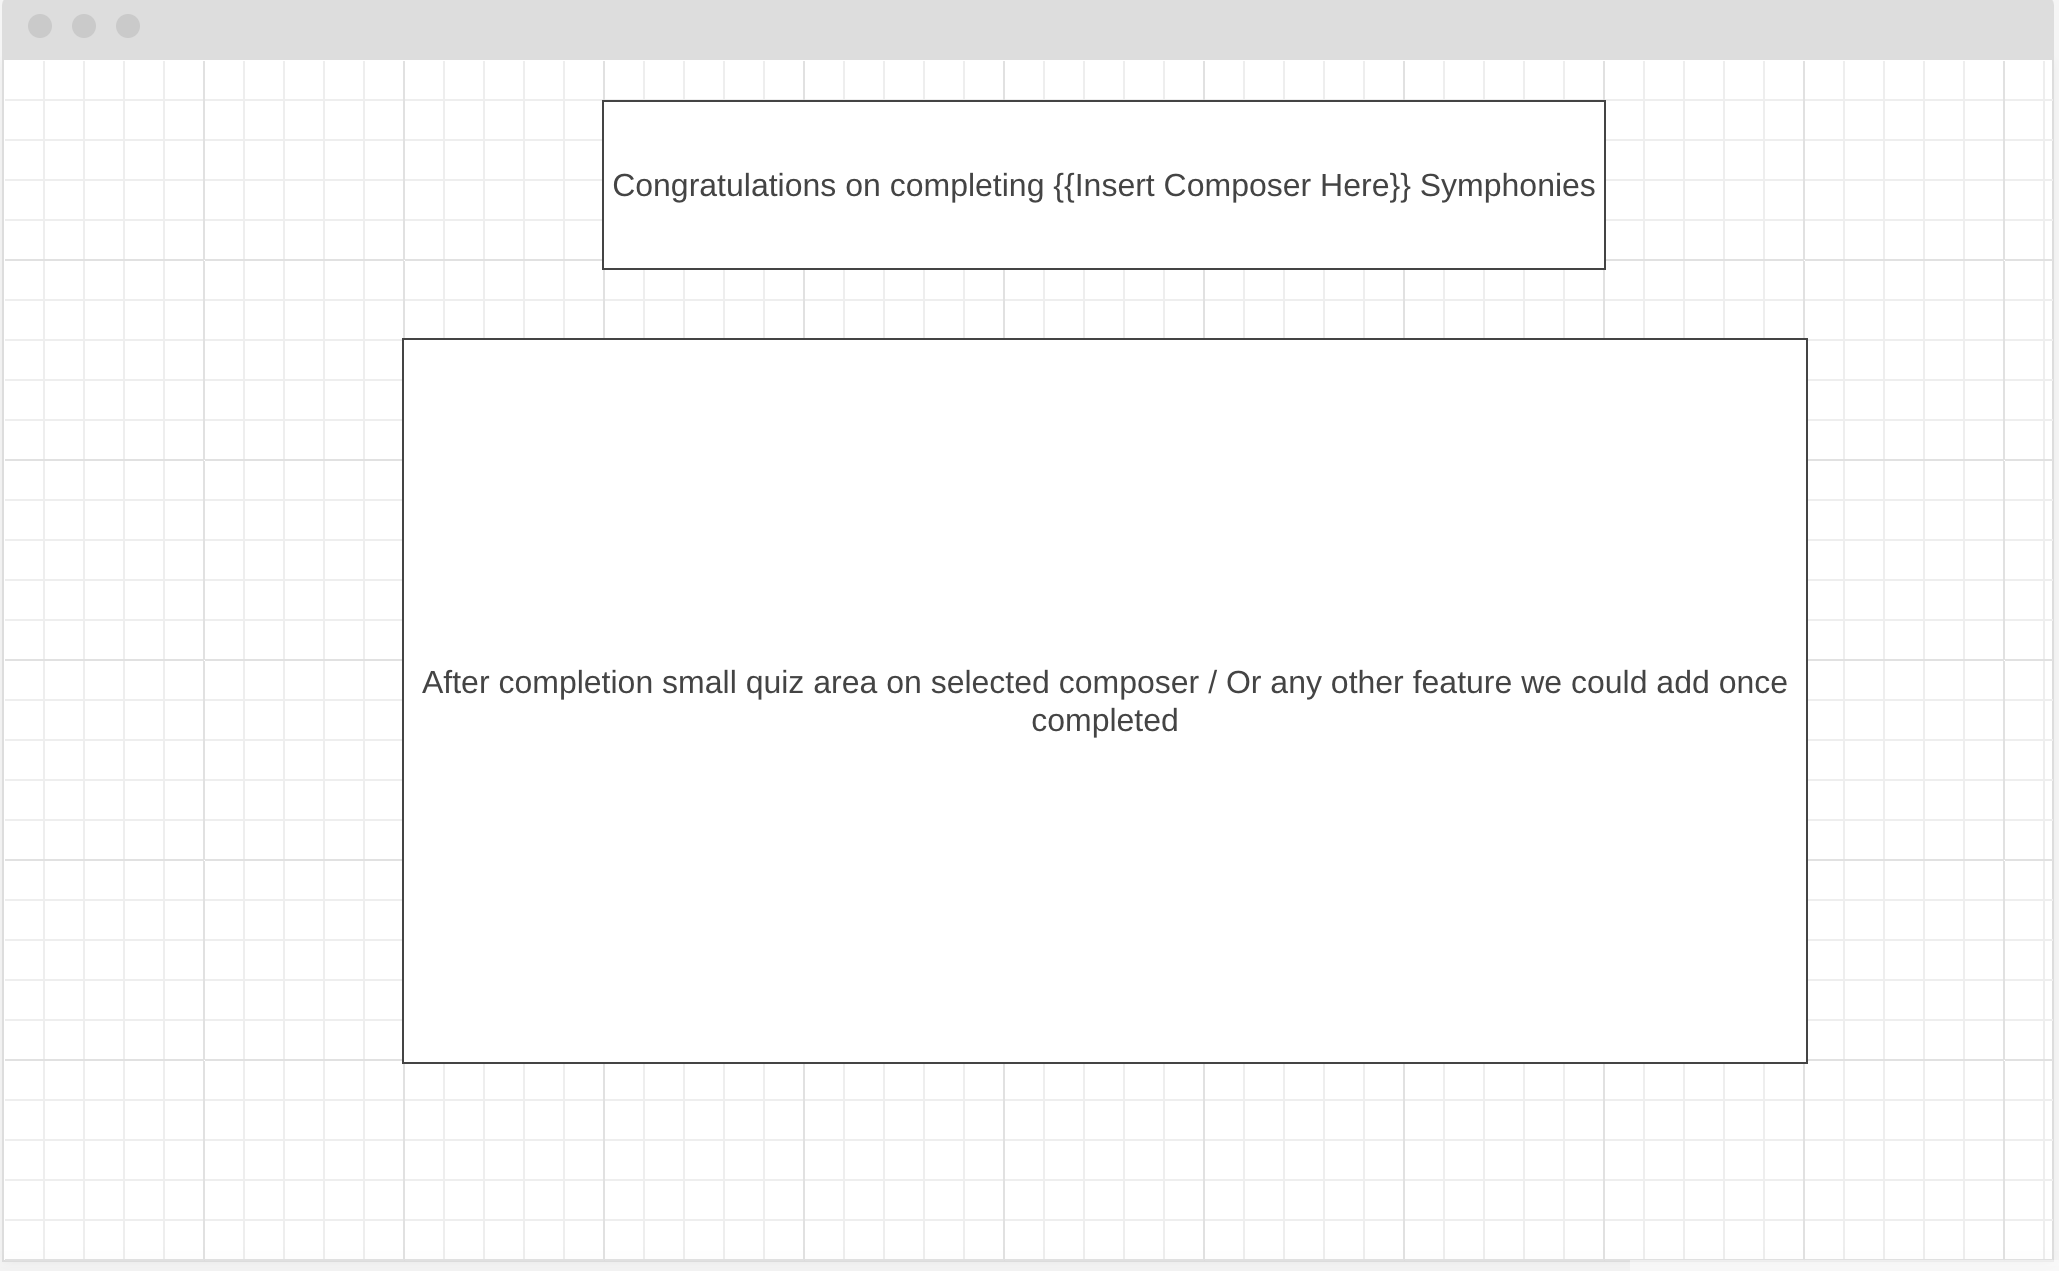 Congratulations on completing {{Insert Composer Here}} Symphonies
After completion small quiz area on selected composer / Or any other feature we could add once
completed